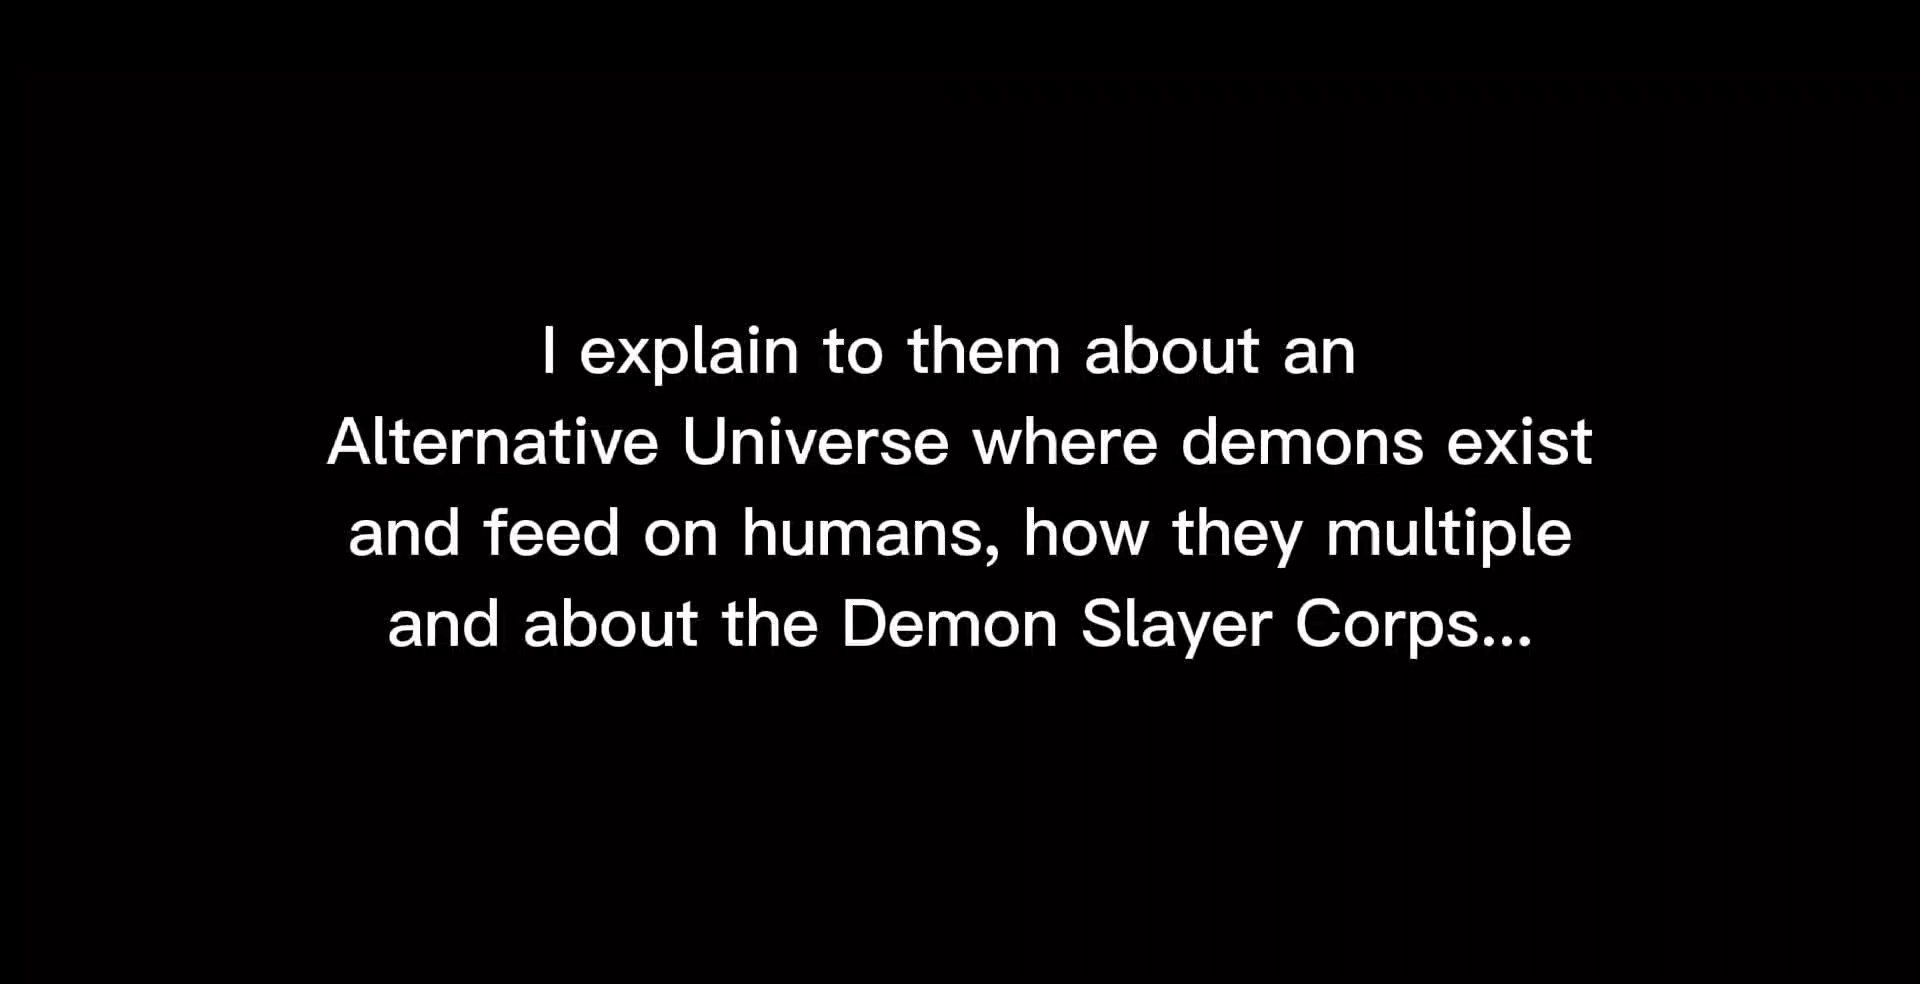 I explain to them about an
Alternative Universe where demons exist
and feed on humans, how they multiple
and about the Demon Slayer Corps...